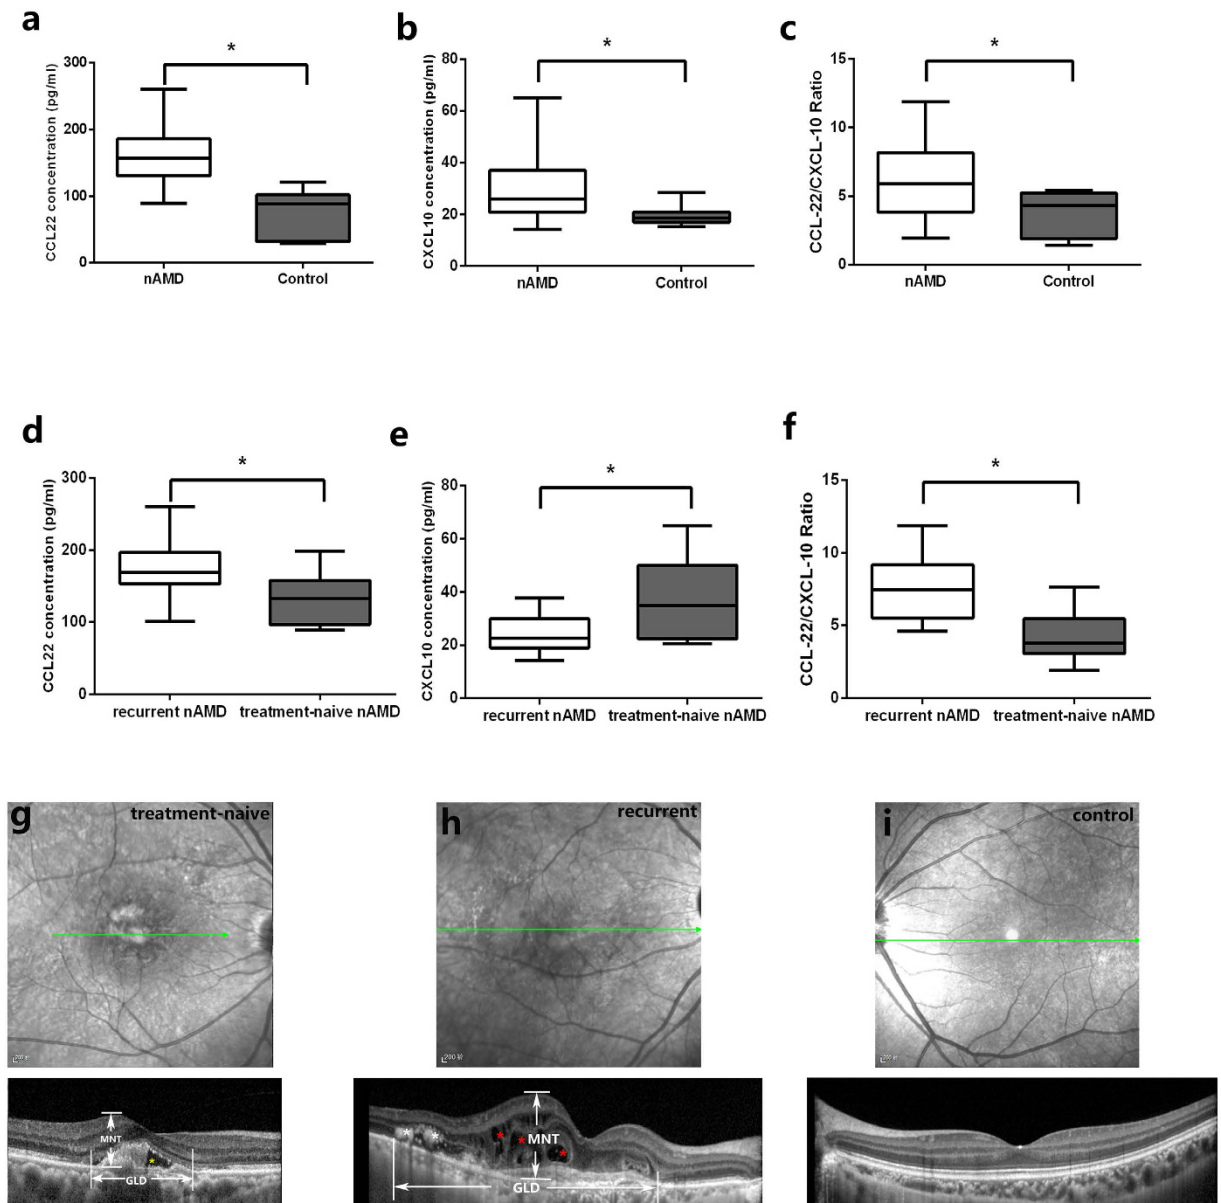 a
*
CCL22 concentration (pg/ml)
300
200
100
0
nAMD
Control
b
*
CXCL10 concentration (pg/ml)
80
60
40
20
0
nAMD
Control
c
*
CCL-22/CXCL-10 Ratio
15
10
5
0
nAMD
Control
d
*
CCL22 concentration (pg/ml)
300
200
100
0
recurrent nAMD
treatment-naive nAMD
e
*
CXCL10 concentration (pg/ml)
80
60
40
20
0
recurrent nAMD
treatment-naive nAMD
f
*
CCL-22/CXCL-10 Ratio
15
10
5
0
recurrent nAMD
treatment-naive nAMD
g
treatment-naive
h
recurrent
i
control
200
200
MNT
*
GLD
* *
* * *
MNT
GLD